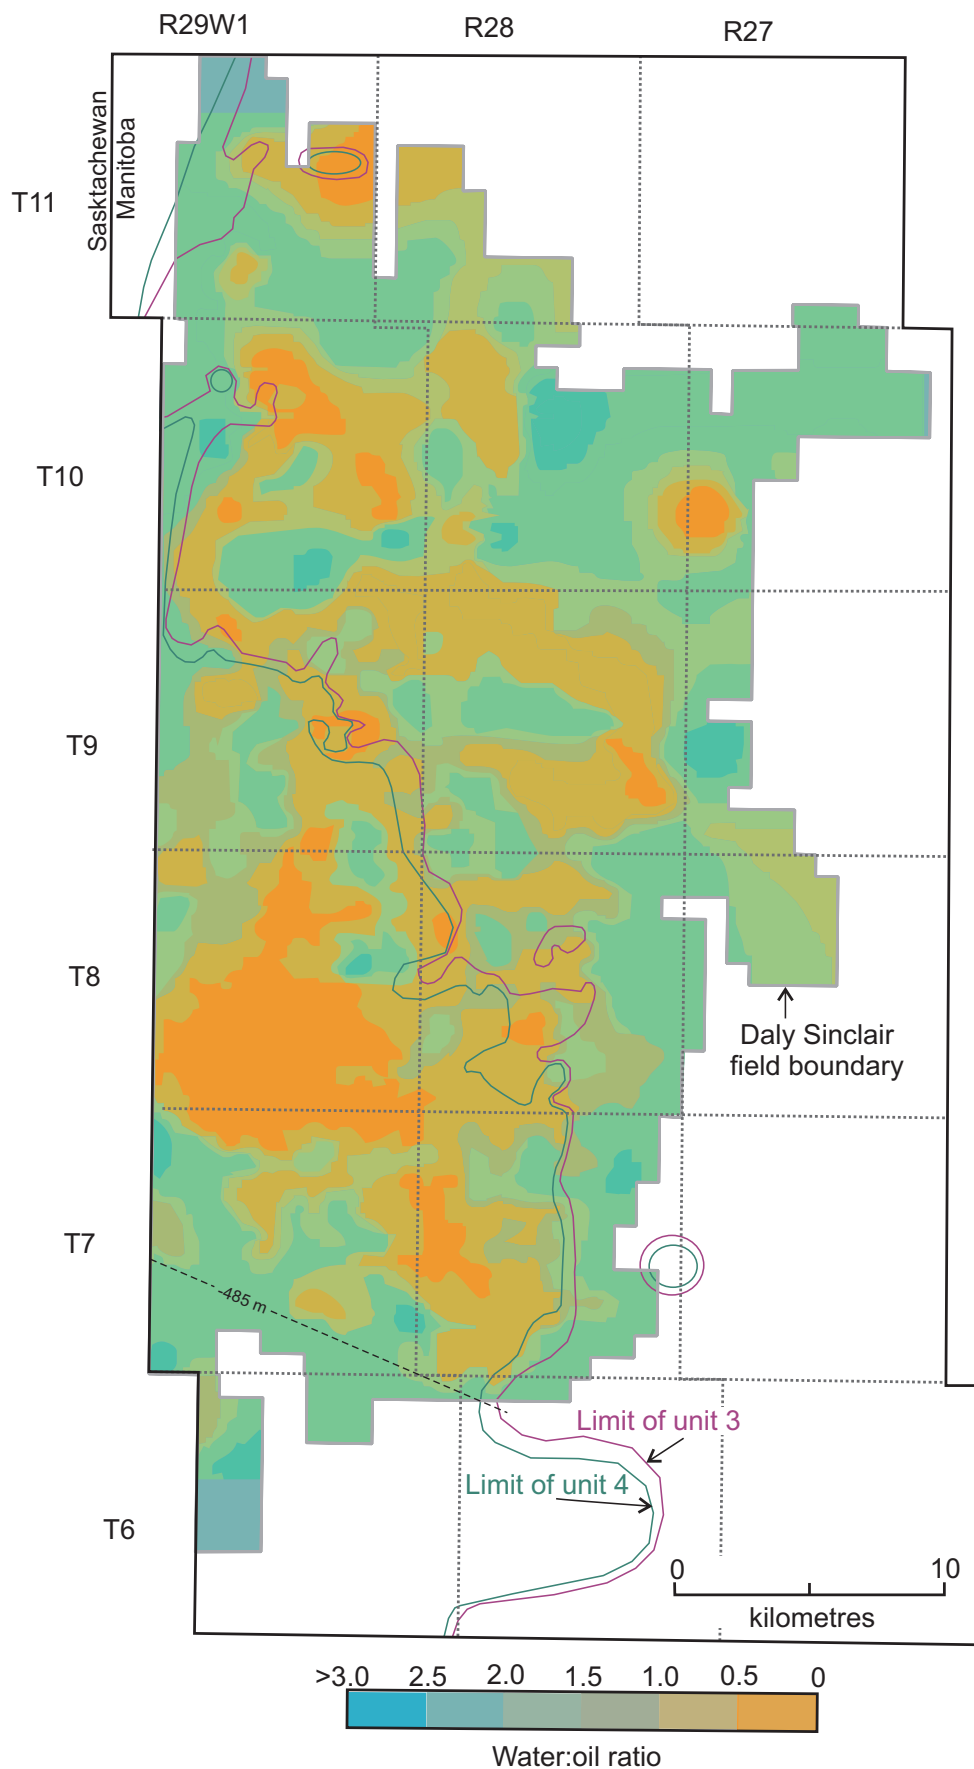 R29W1 R28 R27
Sasktachewan
Manitoba
T11
T10
T9
T8
Daly Sinclair
field boundary
T7
485 m
Limit of unit 3
Limit of unit 4
T6
0 10
kilometres
>3.0 2.5 2.0 1.5 1.0 0.5 0
Water:oil ratio